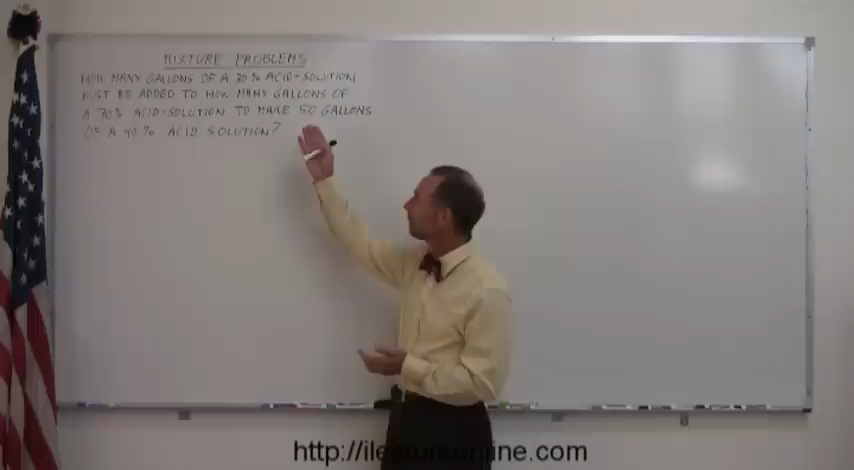 MIXTURE PROBLEMS
HOW MANY GALLONS OF A 30% ACID-SOLUTION
MUST BE ADDED TO HOW MANY GALLONS OF
A 70% ACID-SOLUTION TO MAKE 50 GALLONS
OF A 40% ACID-SOLUTION?
http://ilectureonline.com